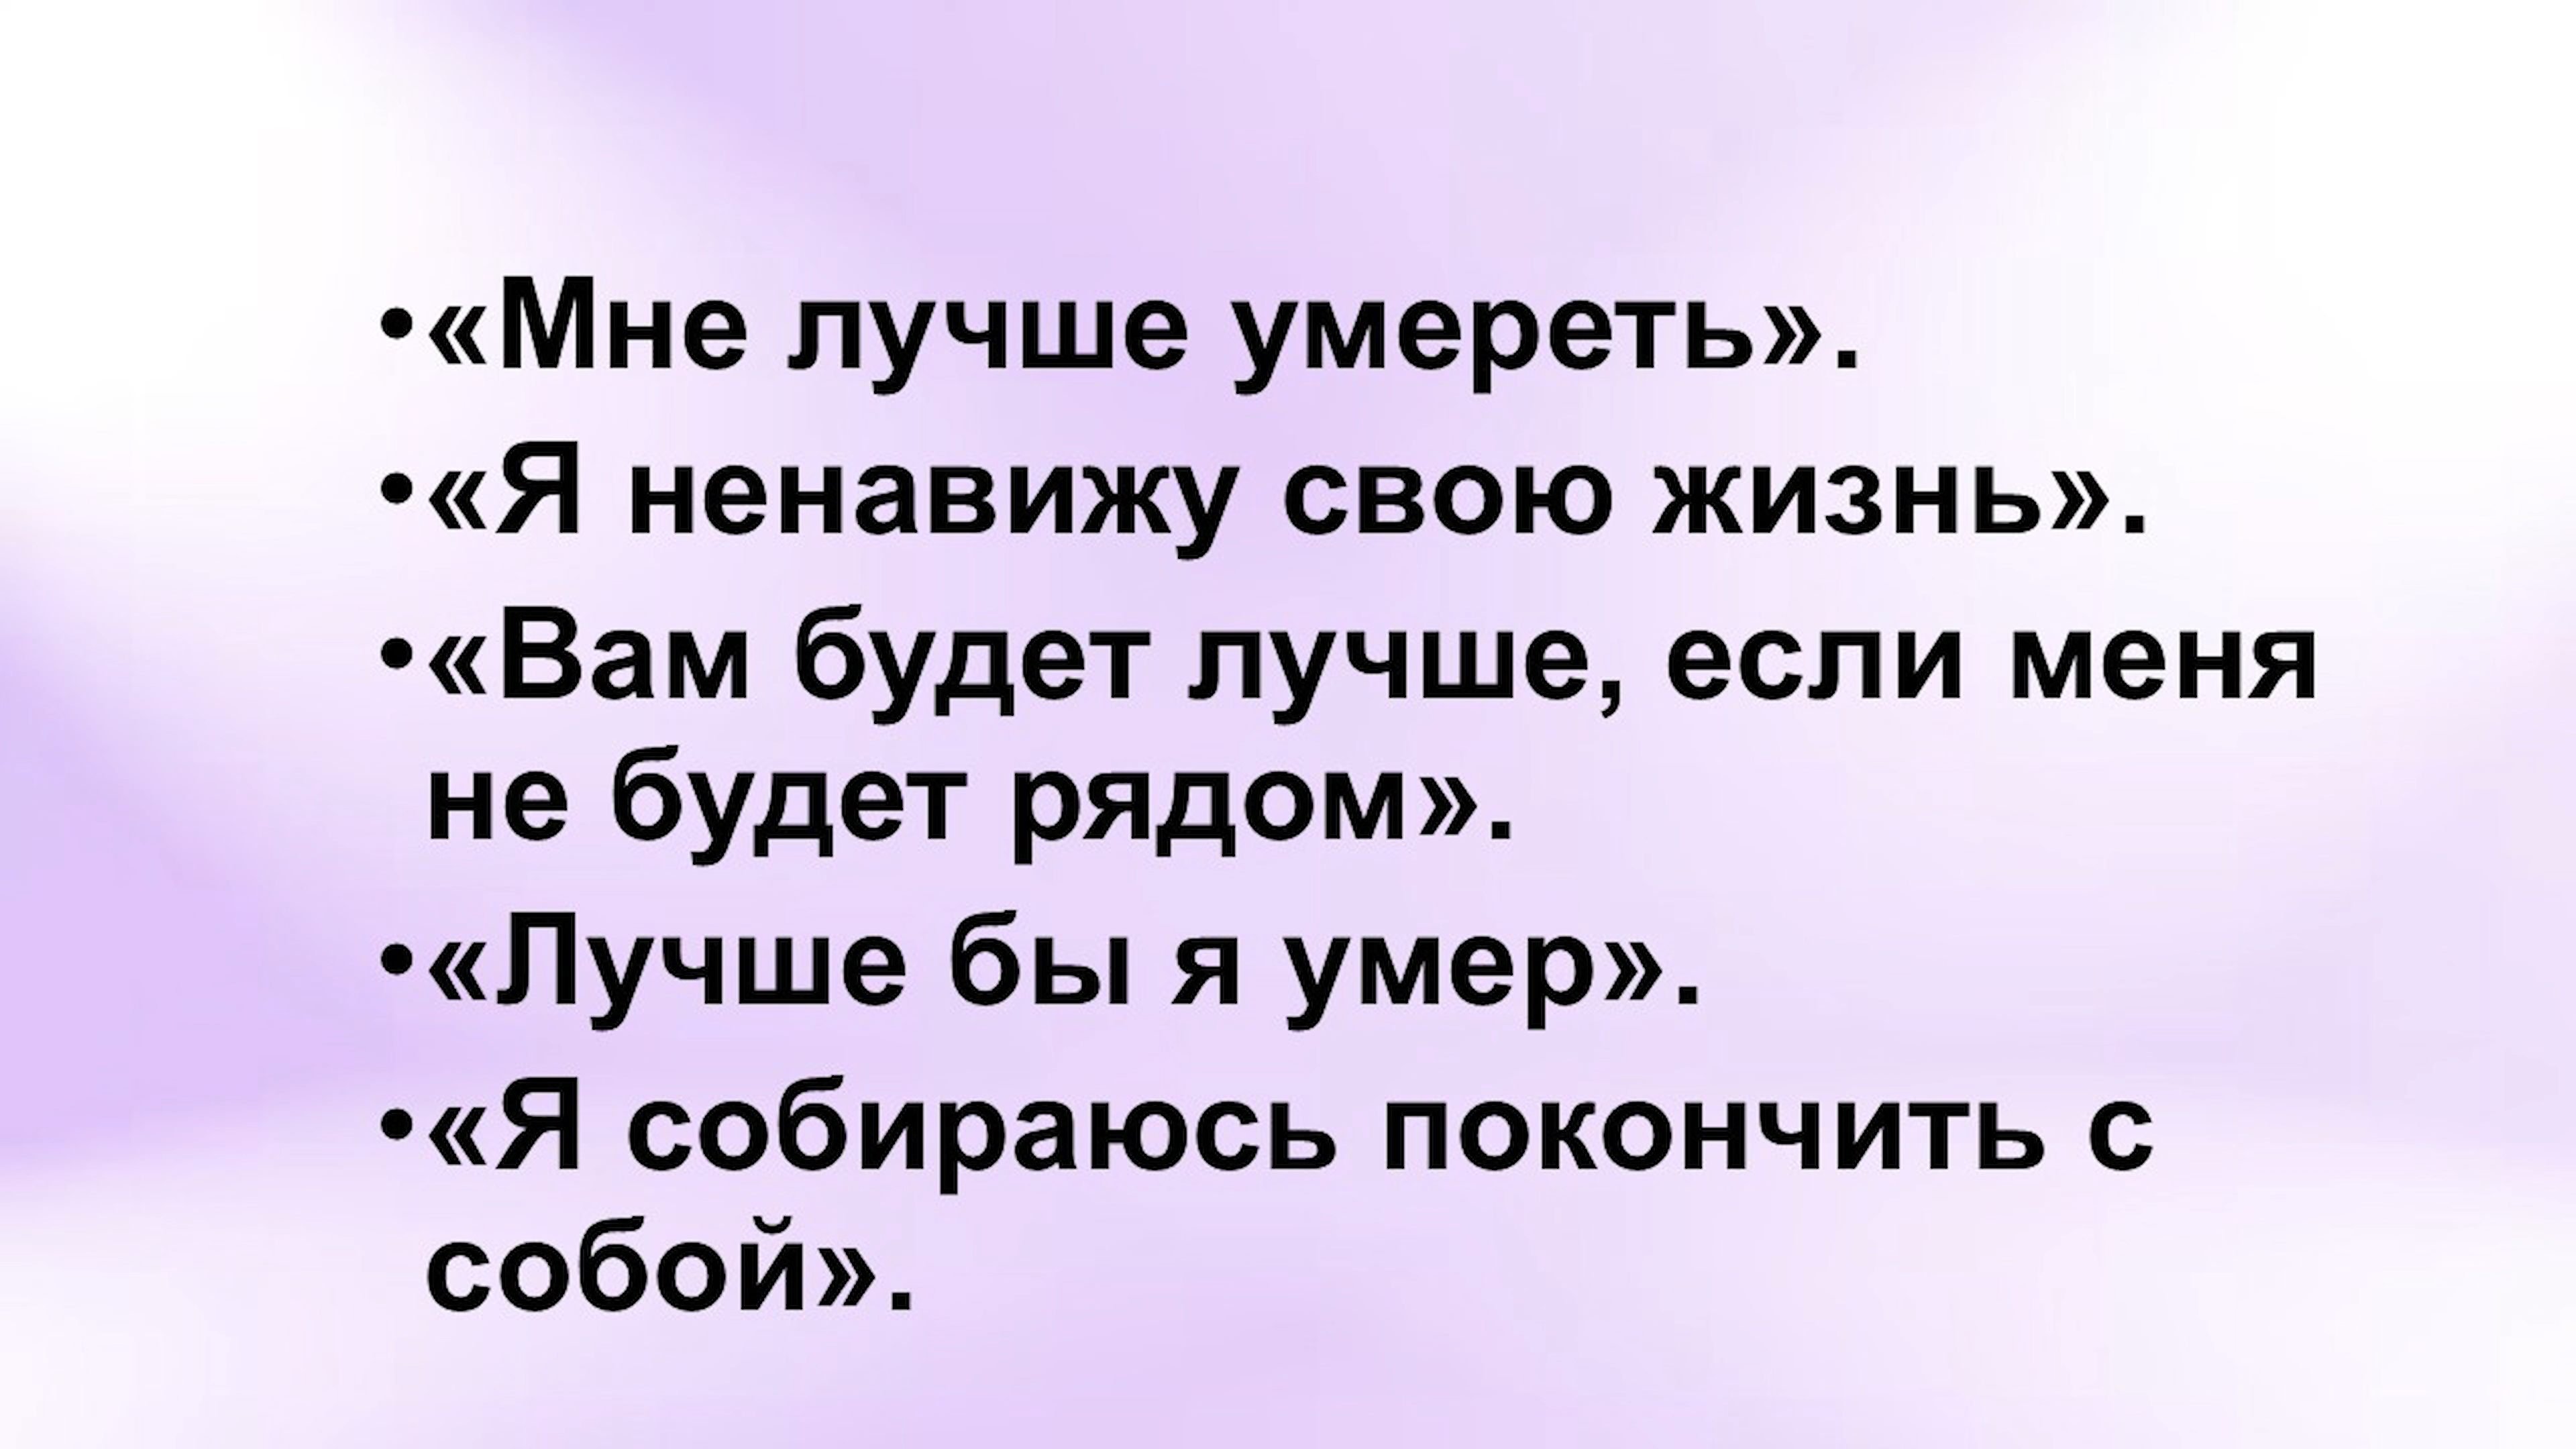 •«Мне лучше умереть».
•«Я ненавижу свою жизнь».
•«Вам будет лучше, если меня
не будет рядом».
•«Лучше бы я умер».
•«Я собираюсь покончить с
собой».